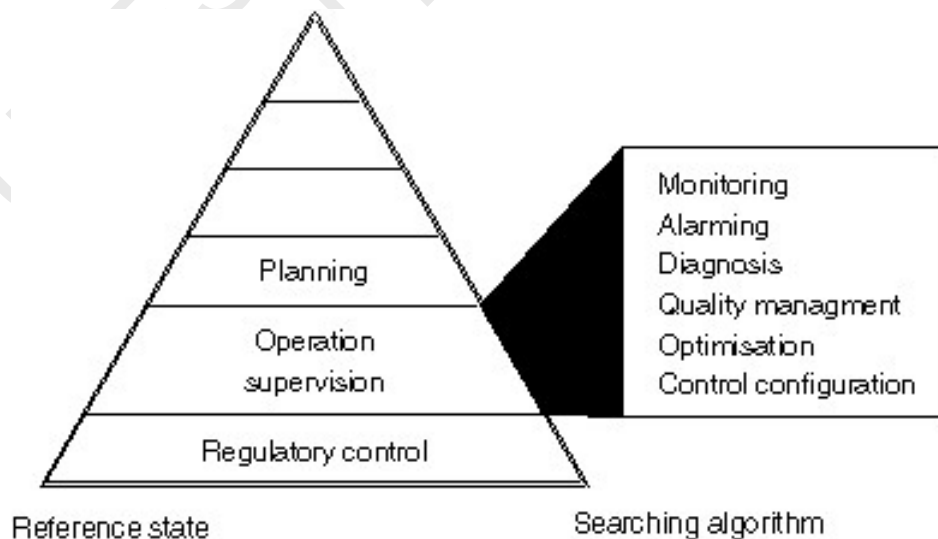 Planning
Operation
supervision
Regulatory control
Monitoring
Alarming
Diagnosis
Quality managment
Optimisation
Control configuration
Reference state
Searching algorithm